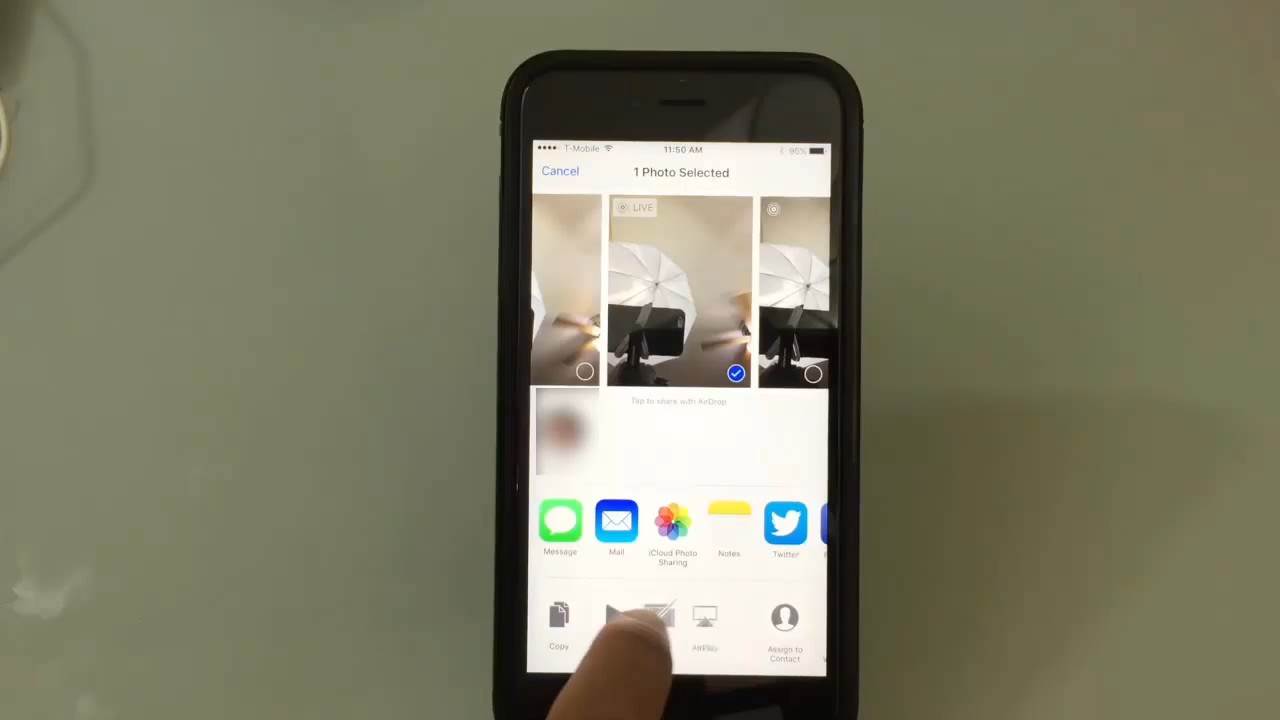 T-Mobile 11:50 AM 95%
Cancel 1 Photo Selected
LIVE
Tap to share with AirDrop
Message Mail iCloud Photo Sharing Notes Twitter
Copy AirPlay Assign to Contact